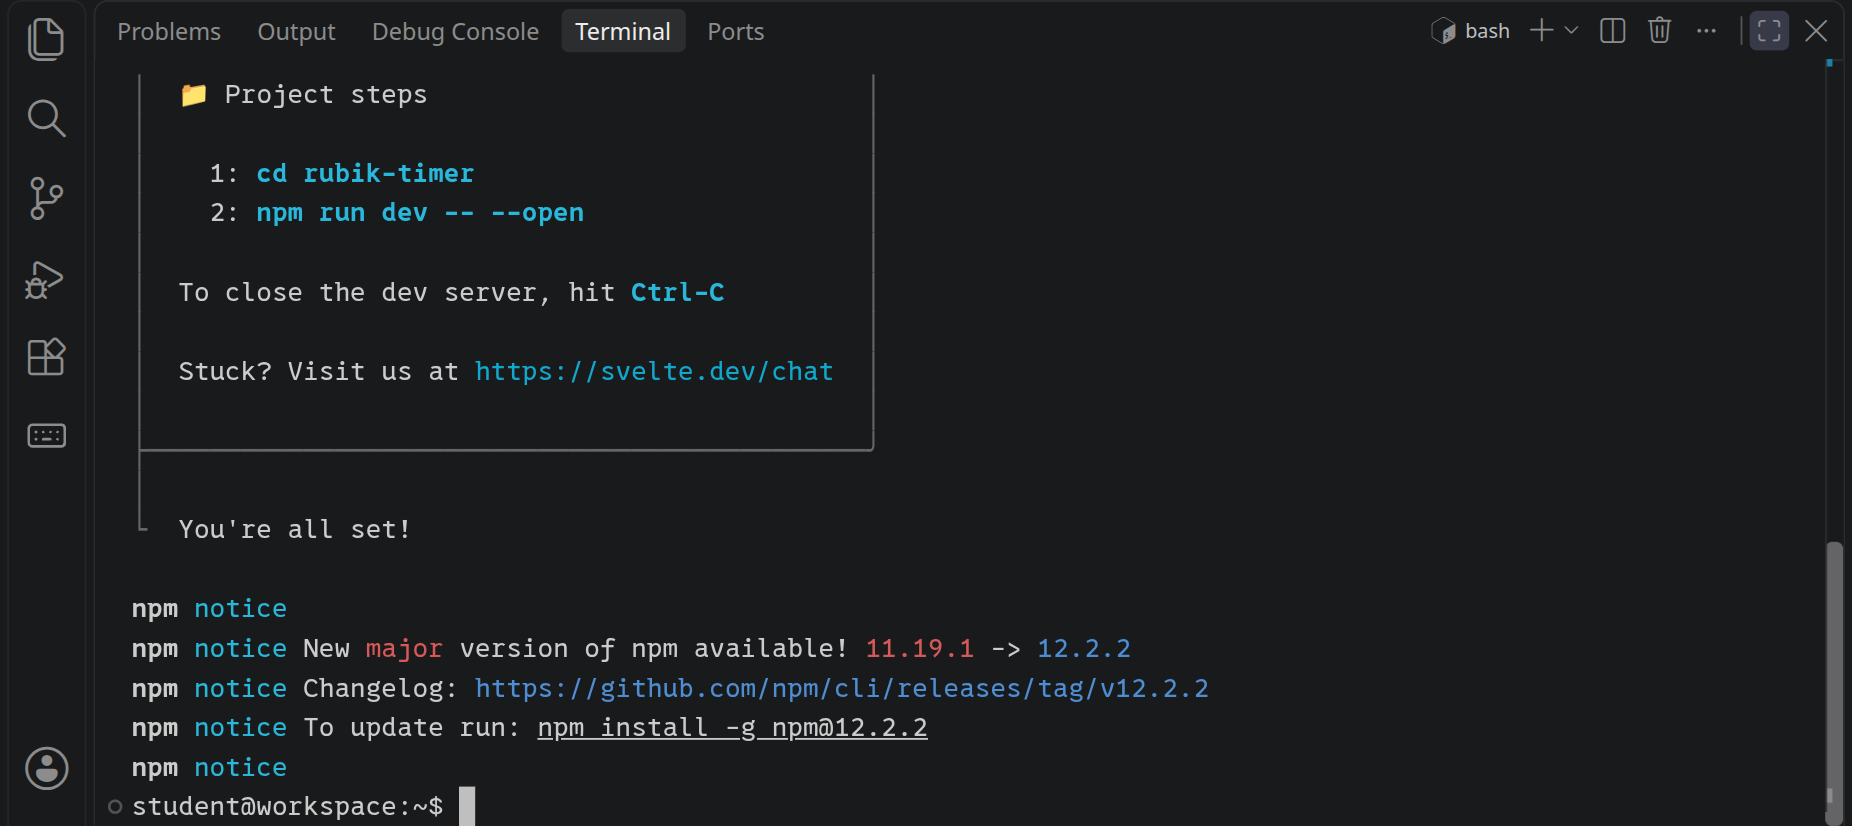 Problems Output Debug Console Terminal Ports bash
📁 Project steps
1: cd rubik-timer
2: npm run dev -- --open
To close the dev server, hit Ctrl-C
Stuck? Visit us at https://svelte.dev/chat
You're all set!
npm notice
npm notice New major version of npm available! 11.19.1 -> 12.2.2
npm notice Changelog: https://github.com/npm/cli/releases/tag/v12.2.2
npm notice To update run: npm install -g npm@12.2.2
npm notice
student@workspace:~$